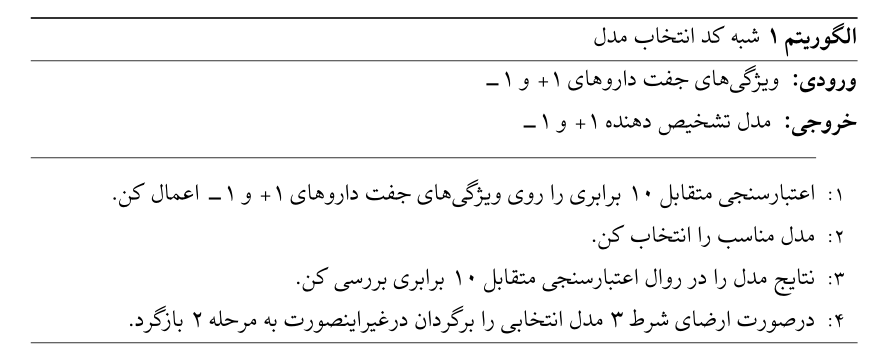 الگوریتم ۱ شبه کد انتخاب مدل
ورودی: ویژگی‌های جفت داروهای ۱+ و ۱−
خروجی: مدل تشخیص دهنده ۱+ و ۱−
۱: اعتبارسنجی متقابل ۱۰ برابری را روی ویژگی‌های جفت داروهای ۱+ و ۱− اعمال کن.
۲: مدل مناسب را انتخاب کن.
۳: نتایج مدل را در روال اعتبارسنجی متقابل ۱۰ برابری بررسی کن.
۴: درصورت ارضای شرط ۳ مدل انتخابی را برگردان درغیراینصورت به مرحله ۲ بازگرد.